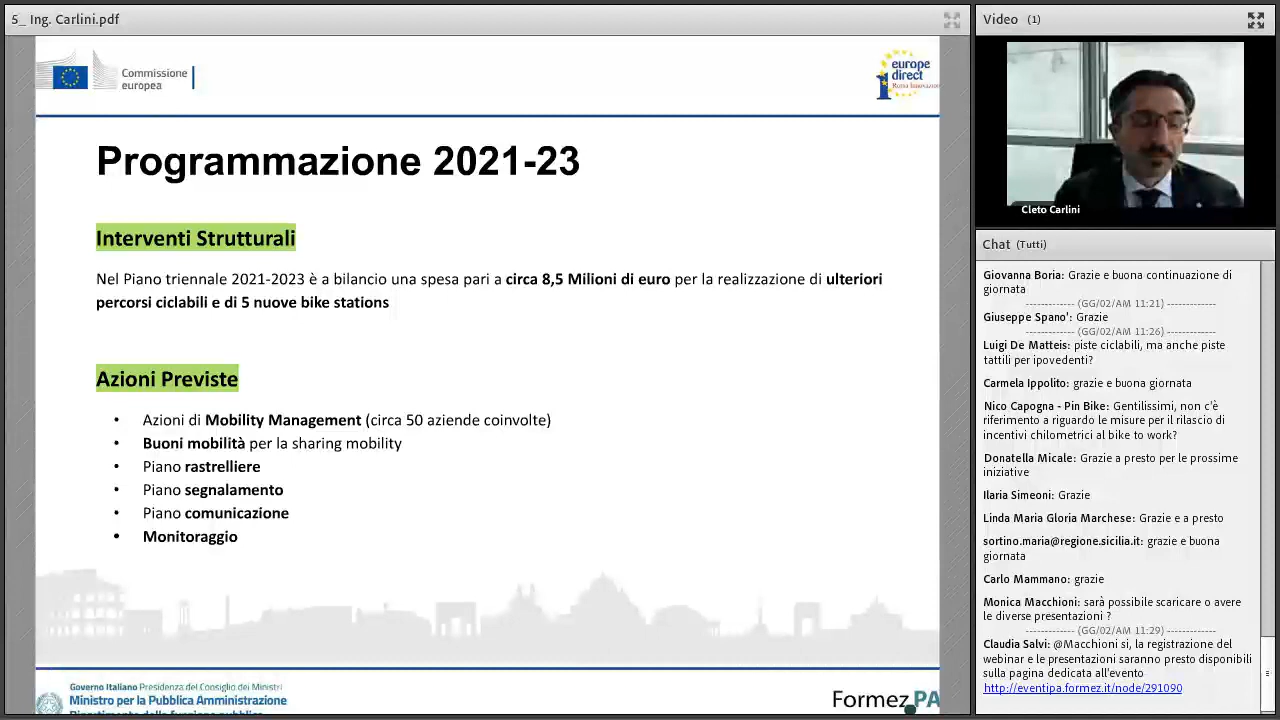 5_ Ing. Carlini.pdf
Commissione
europea
europe
direct
Roma Innovazione
Programmazione 2021-23
Interventi Strutturali
Nel Piano triennale 2021-2023 è a bilancio una spesa pari a circa 8,5 Milioni di euro per la realizzazione di ulteriori
percorsi ciclabili e di 5 nuove bike stations
Azioni Previste
• Azioni di Mobility Management (circa 50 aziende coinvolte)
• Buoni mobilità per la sharing mobility
• Piano rastrelliere
• Piano segnalamento
• Piano comunicazione
• Monitoraggio
Governo Italiano Presidenza del Consiglio dei Ministri
Ministro per la Pubblica Amministrazione
Dipartimento della funzione pubblica
Formez PA
Video (1)
Cleto Carlini
Chat (Tutti)
Giovanna Boria: Grazie e buona continuazione di
giornata
------------- (GG/02/AM 11:21) -------------
Giuseppe Spano': Grazie
------------- (GG/02/AM 11:26) -------------
Luigi De Matteis: piste ciclabili, ma anche piste
tattili per ipovedenti?
Carmela Ippolito: grazie e buona giornata
Nico Capogna - Pin Bike: Gentilissimi, non c'è
riferimento a riguardo le misure per il rilascio di
incentivi chilometrici al bike to work?
Donatella Micale: Grazie a presto per le prossime
iniziative
Ilaria Simeoni: Grazie
Linda Maria Gloria Marchese: Grazie e a presto
sortino.maria@regione.sicilia.it: grazie e buona
giornata
Carlo Mammano: grazie
Monica Macchioni: sarà possibile scaricare o avere
le diverse presentazioni ?
------------- (GG/02/AM 11:29) -------------
Claudia Salvi: @Macchioni si, la registrazione del
webinar e le presentazioni saranno presto disponibili
sulla pagina dedicata all'evento
http://eventipa.formez.it/node/291090